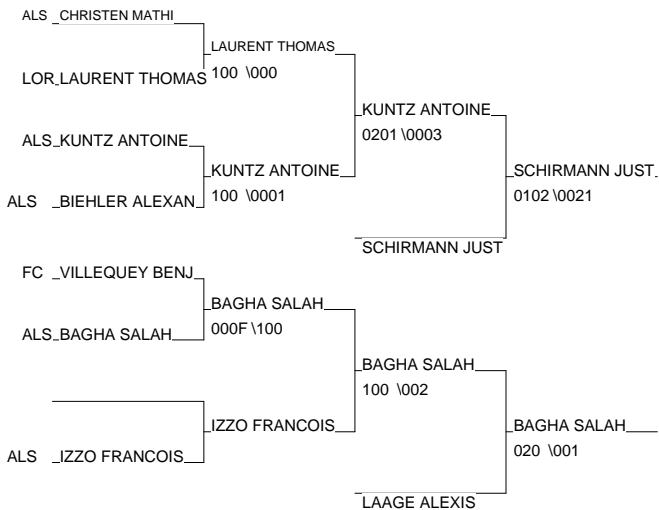 ALS CHRISTEN MATHI
LAURENT THOMAS
100 \000
LOR LAURENT THOMAS
KUNTZ ANTOINE
0201 \0003
ALS KUNTZ ANTOINE
KUNTZ ANTOINE
100 \0001
SCHIRMANN JUST
0102 \0021
ALS BIEHLER ALEXAN
SCHIRMANN JUST
FC VILLEQUEY BENJ
BAGHA SALAH
000F \100
ALS BAGHA SALAH
BAGHA SALAH
100 \002
IZZO FRANCOIS
BAGHA SALAH
020 \001
ALS IZZO FRANCOIS
LAAGE ALEXIS